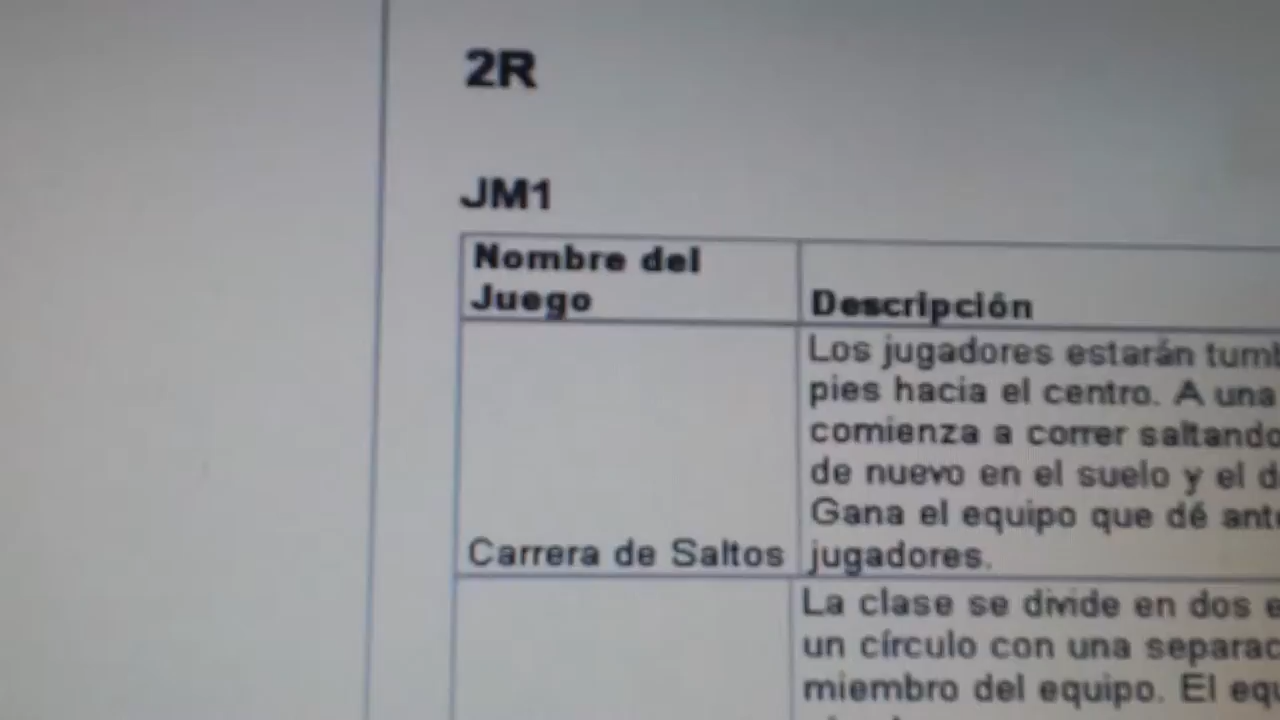 2R
JM1
Nombre del
Juego
Descripción
Los jugadores estarán
pies hacia el centro. A una
comienza a correr saltando
de nuevo en el suelo y el
Gana el equipo que dé
Carrera de Saltos
jugadores.
La clase se divide en dos
un círculo con una
miembro del equipo. El